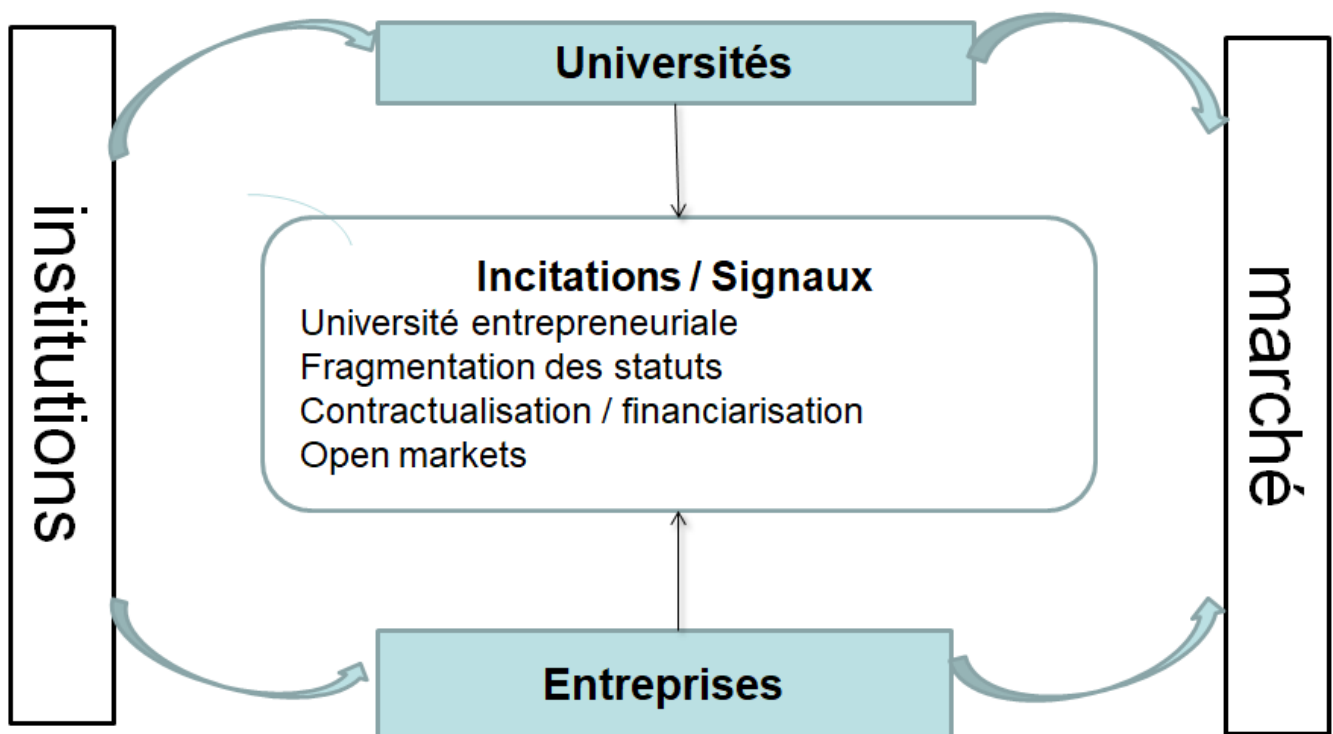 Universités
institutions
Incitations / Signaux
Université entrepreneuriale
Fragmentation des statuts
Contractualisation / financiarisation
Open markets
marché
Entreprises